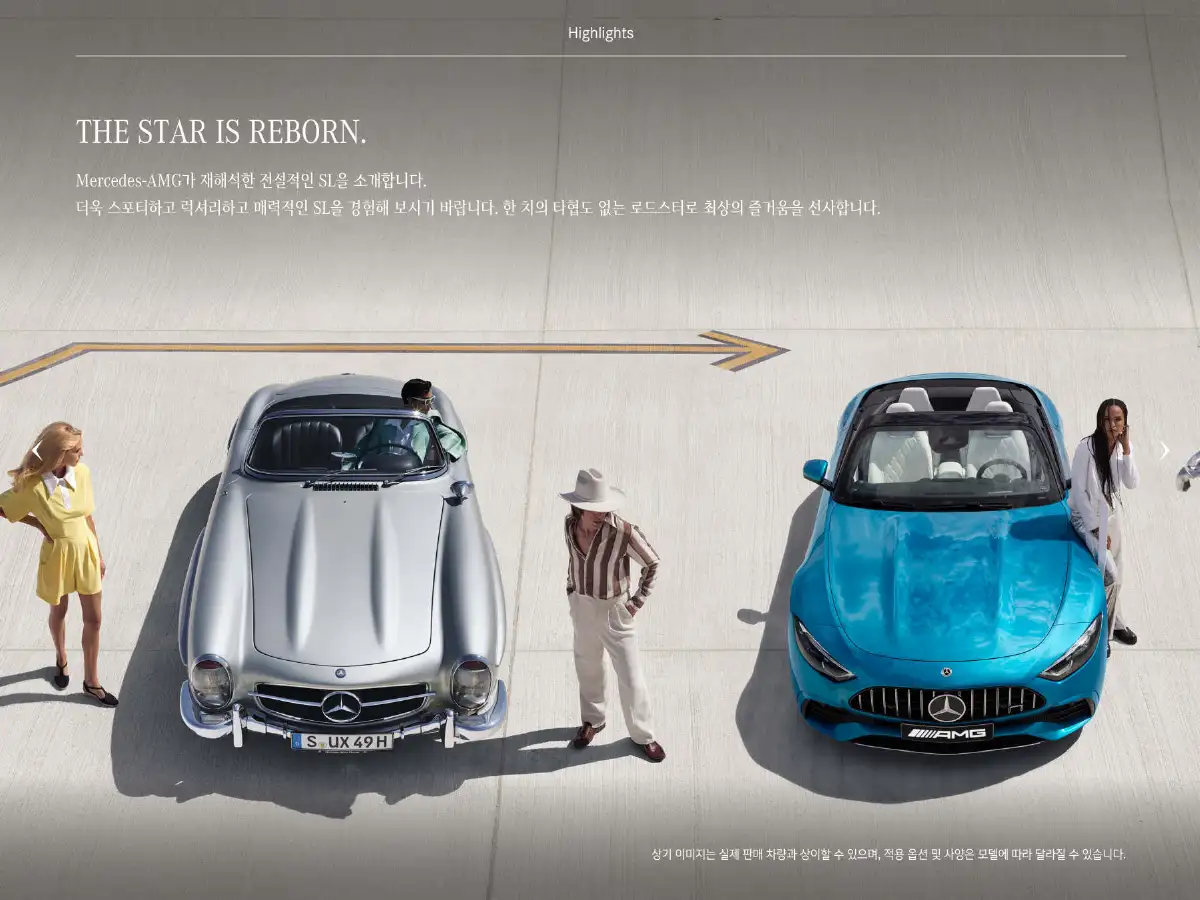 Highlights
THE STAR IS REBORN.
Mercedes-AMG가 재해석한 전설적인 SL을 소개합니다.
더욱 스포티하고 럭셔리하고 매력적인 SL을 경험해 보시기 바랍니다. 한 치의 타협도 없는 로드스터로 최상의 즐거움을 선사합니다.
S UX 49 H
AMG
상기 이미지는 실제 판매 차량과 상이할 수 있으며, 적용 옵션 및 사양은 모델에 따라 달라질 수 있습니다.